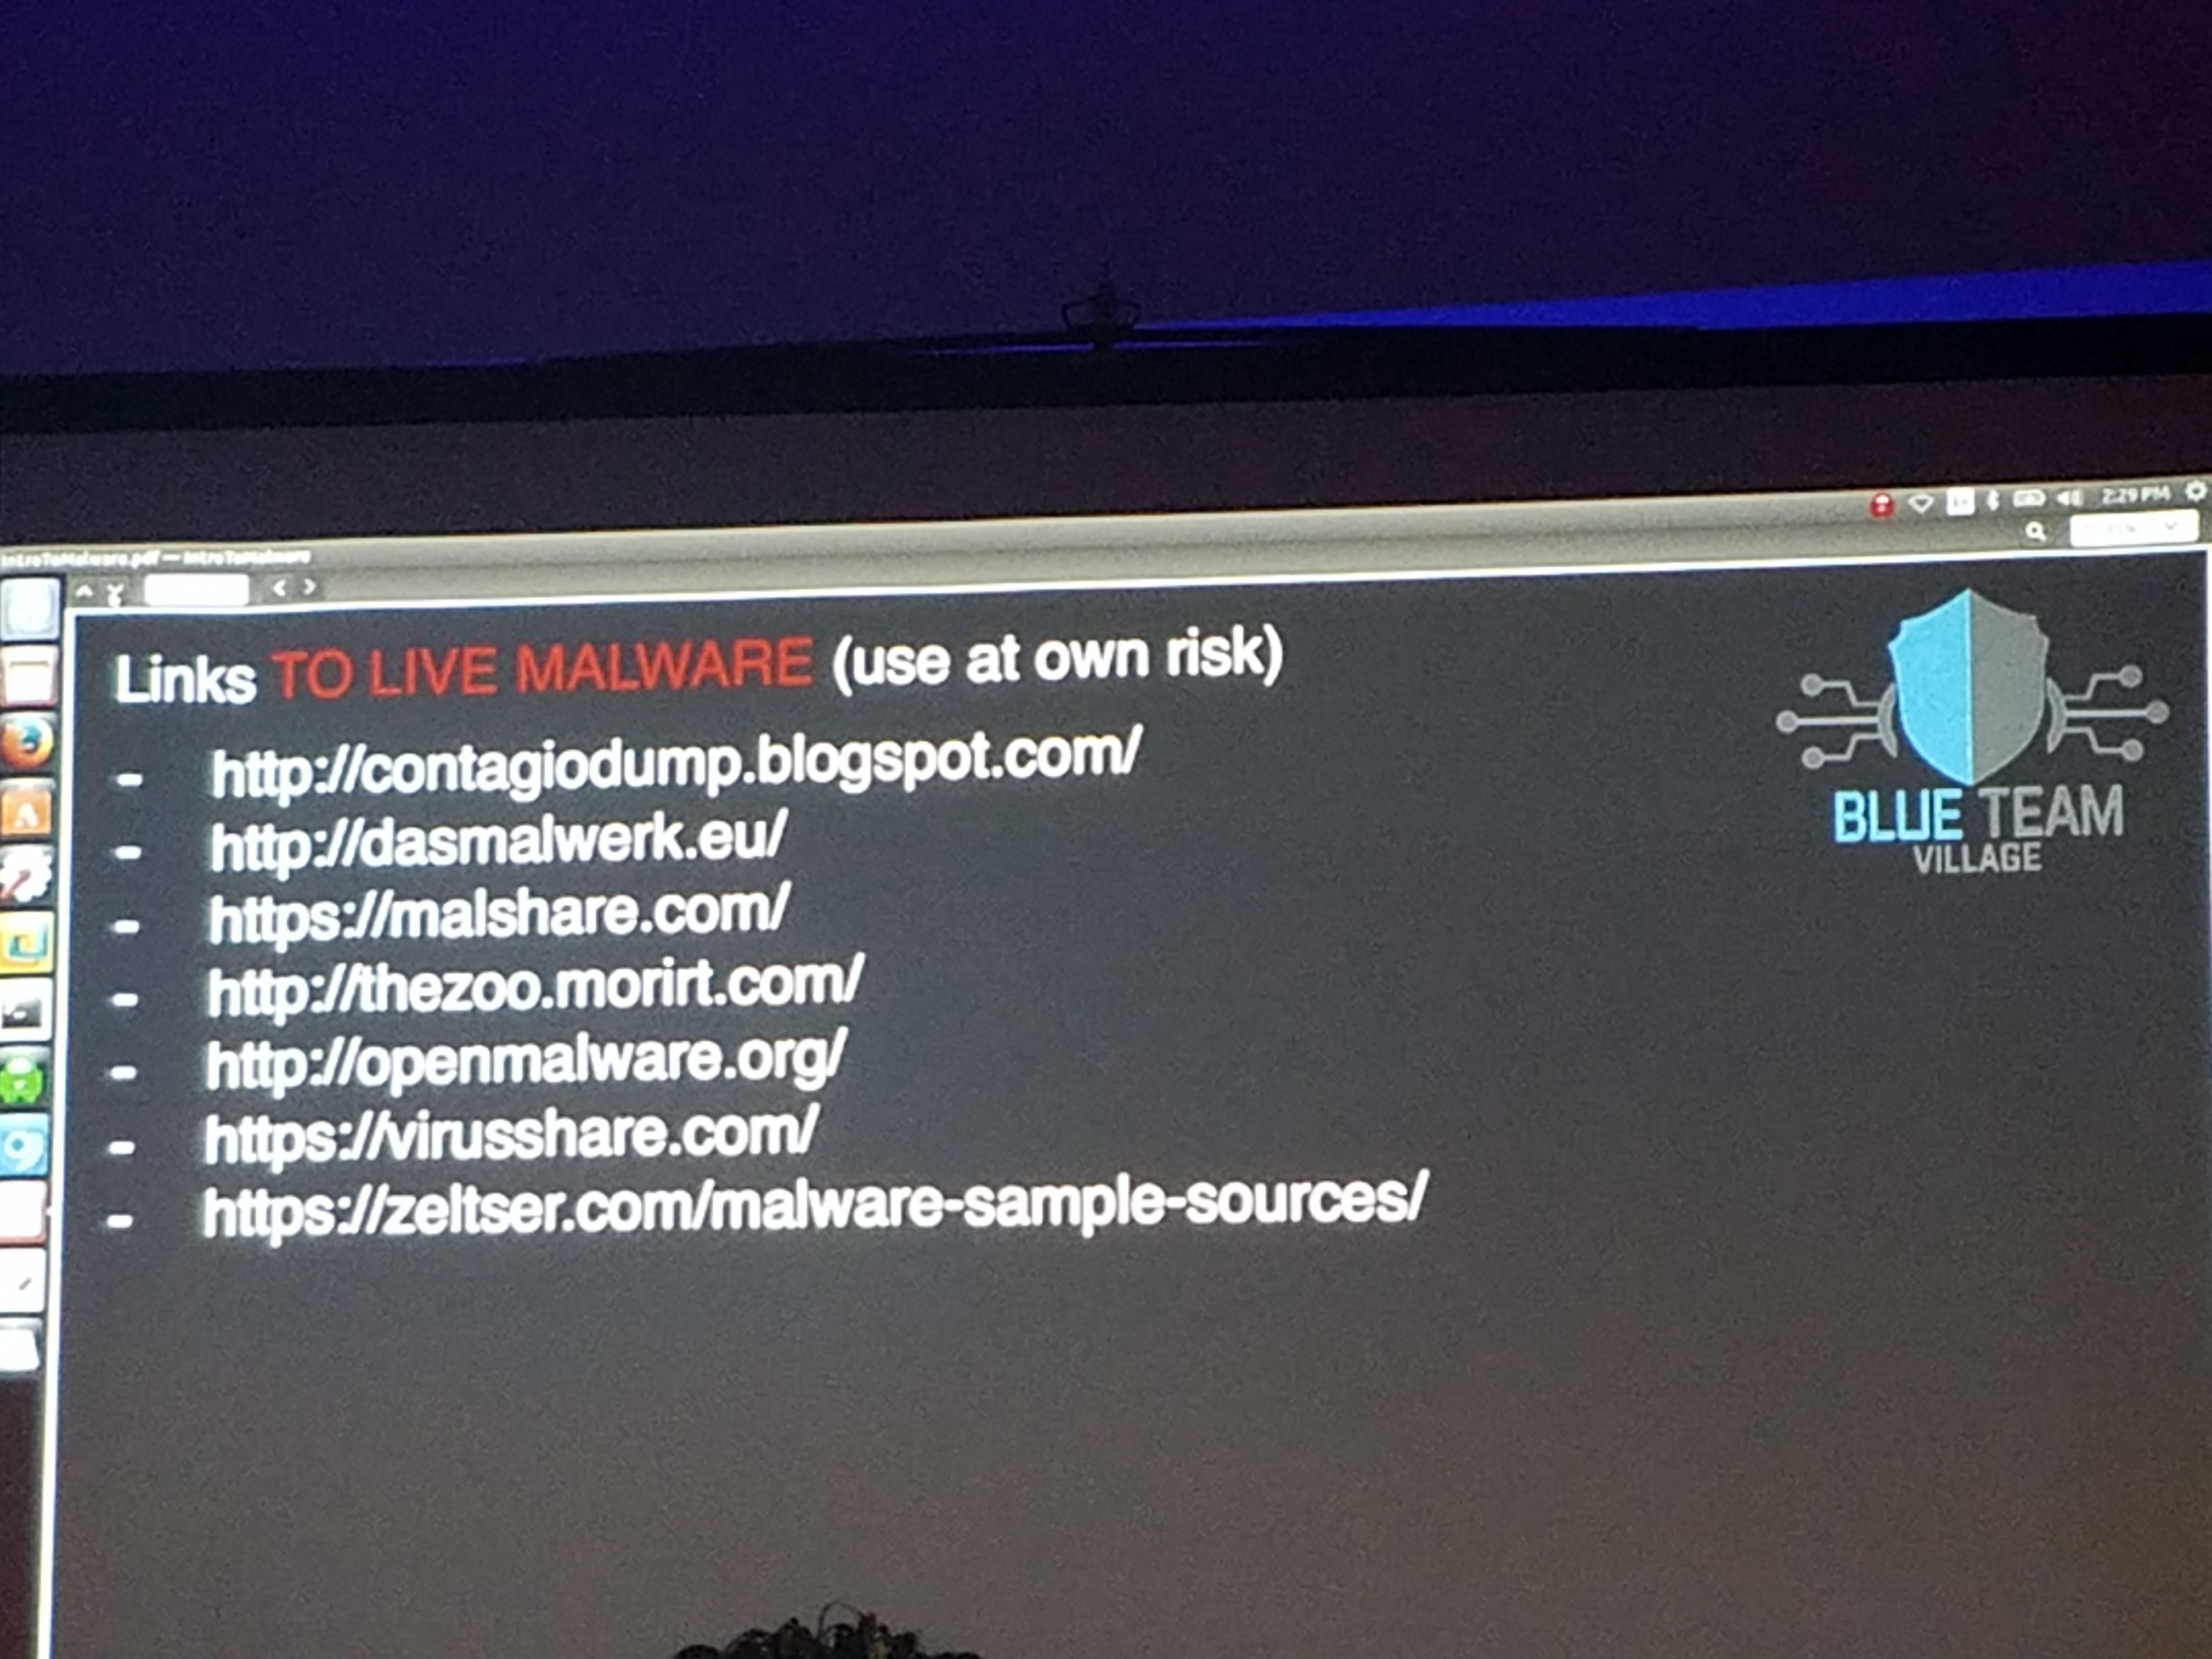 2:29 PM
IntroToMalware.pdf — IntroToMalware
Links TO LIVE MALWARE (use at own risk)
- http://contagiodump.blogspot.com/
- http://dasmalwerk.eu/
- https://malshare.com/
- http://thezoo.morirt.com/
- http://openmalware.org/
- https://virusshare.com/
- https://zeltser.com/malware-sample-sources/
BLUE TEAM
VILLAGE